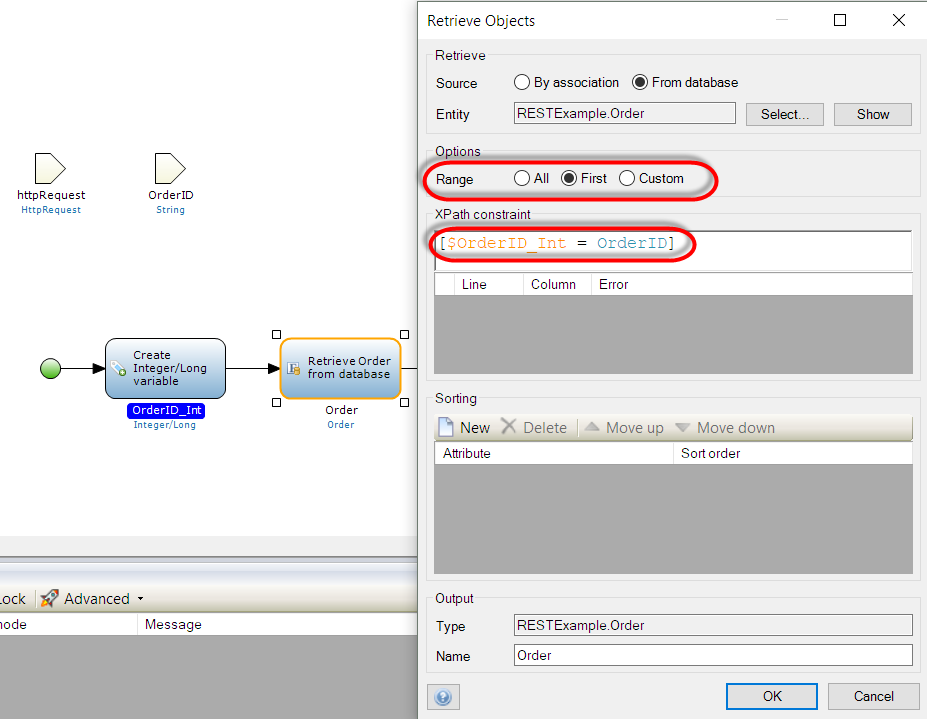 httpRequest
HttpRequest
OrderID
String
Create
Integer/Long
variable
OrderID_Int
Integer/Long
Retrieve Order
from database
Order
Order
Advanced
Message
Retrieve Objects
Retrieve
Source By association From database
Entity RESTExample.Order Select... Show
Options
Range All First Custom
XPath constraint
[$OrderID_Int = OrderID]
Line Column Error
Sorting
New Delete Move up Move down
Attribute Sort order
Output
Type RESTExample.Order
Name Order
OK Cancel